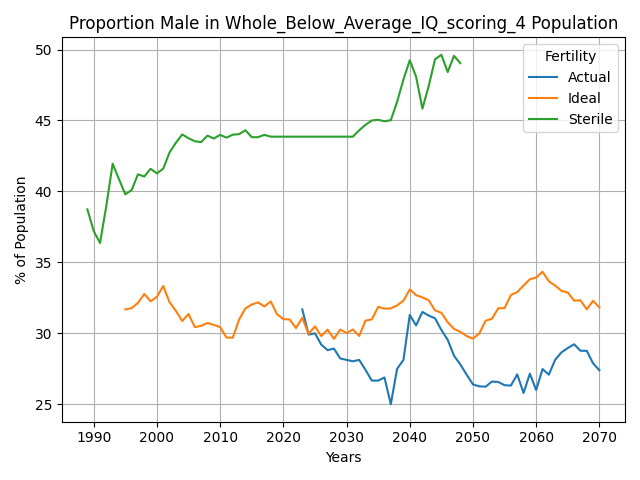 Proportion Male in Whole_Below_Average_IQ_scoring_4 Population
Fertility
Actual
Ideal
Sterile
% of Population
50
45
40
35
30
25
1990 2000 2010 2020 2030 2040 2050 2060 2070
Years